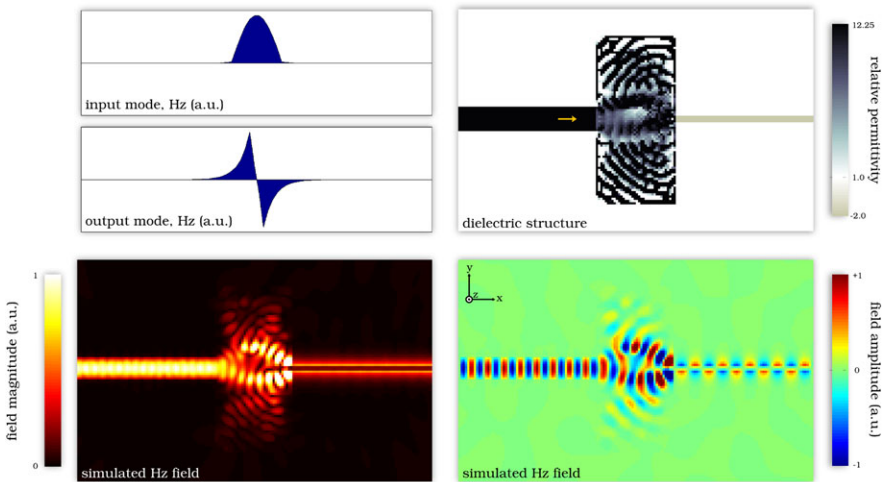 input mode, Hz (a.u.)
output mode, Hz (a.u.)
dielectric structure
12.25
1.0
-2.0
relative permittivity
field magnitude (a.u.)
1
0
simulated Hz field
y
z
x
simulated Hz field
+1
0
-1
field amplitude (a.u.)